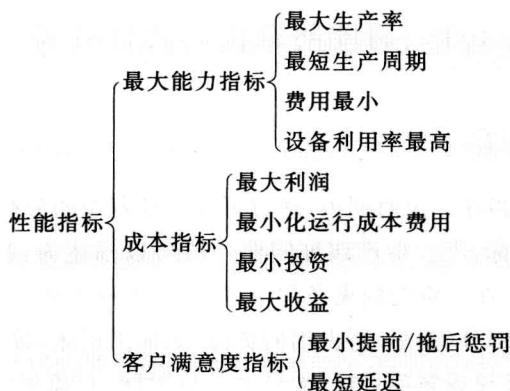 最大生产率
最短生产周期
最大能力指标
费用最小
设备利用率最高
最大利润
最小化运行成本费用
性能指标
成本指标
最小投资
最大收益
最小提前/拖后惩罚
客户满意度指标
最短延迟